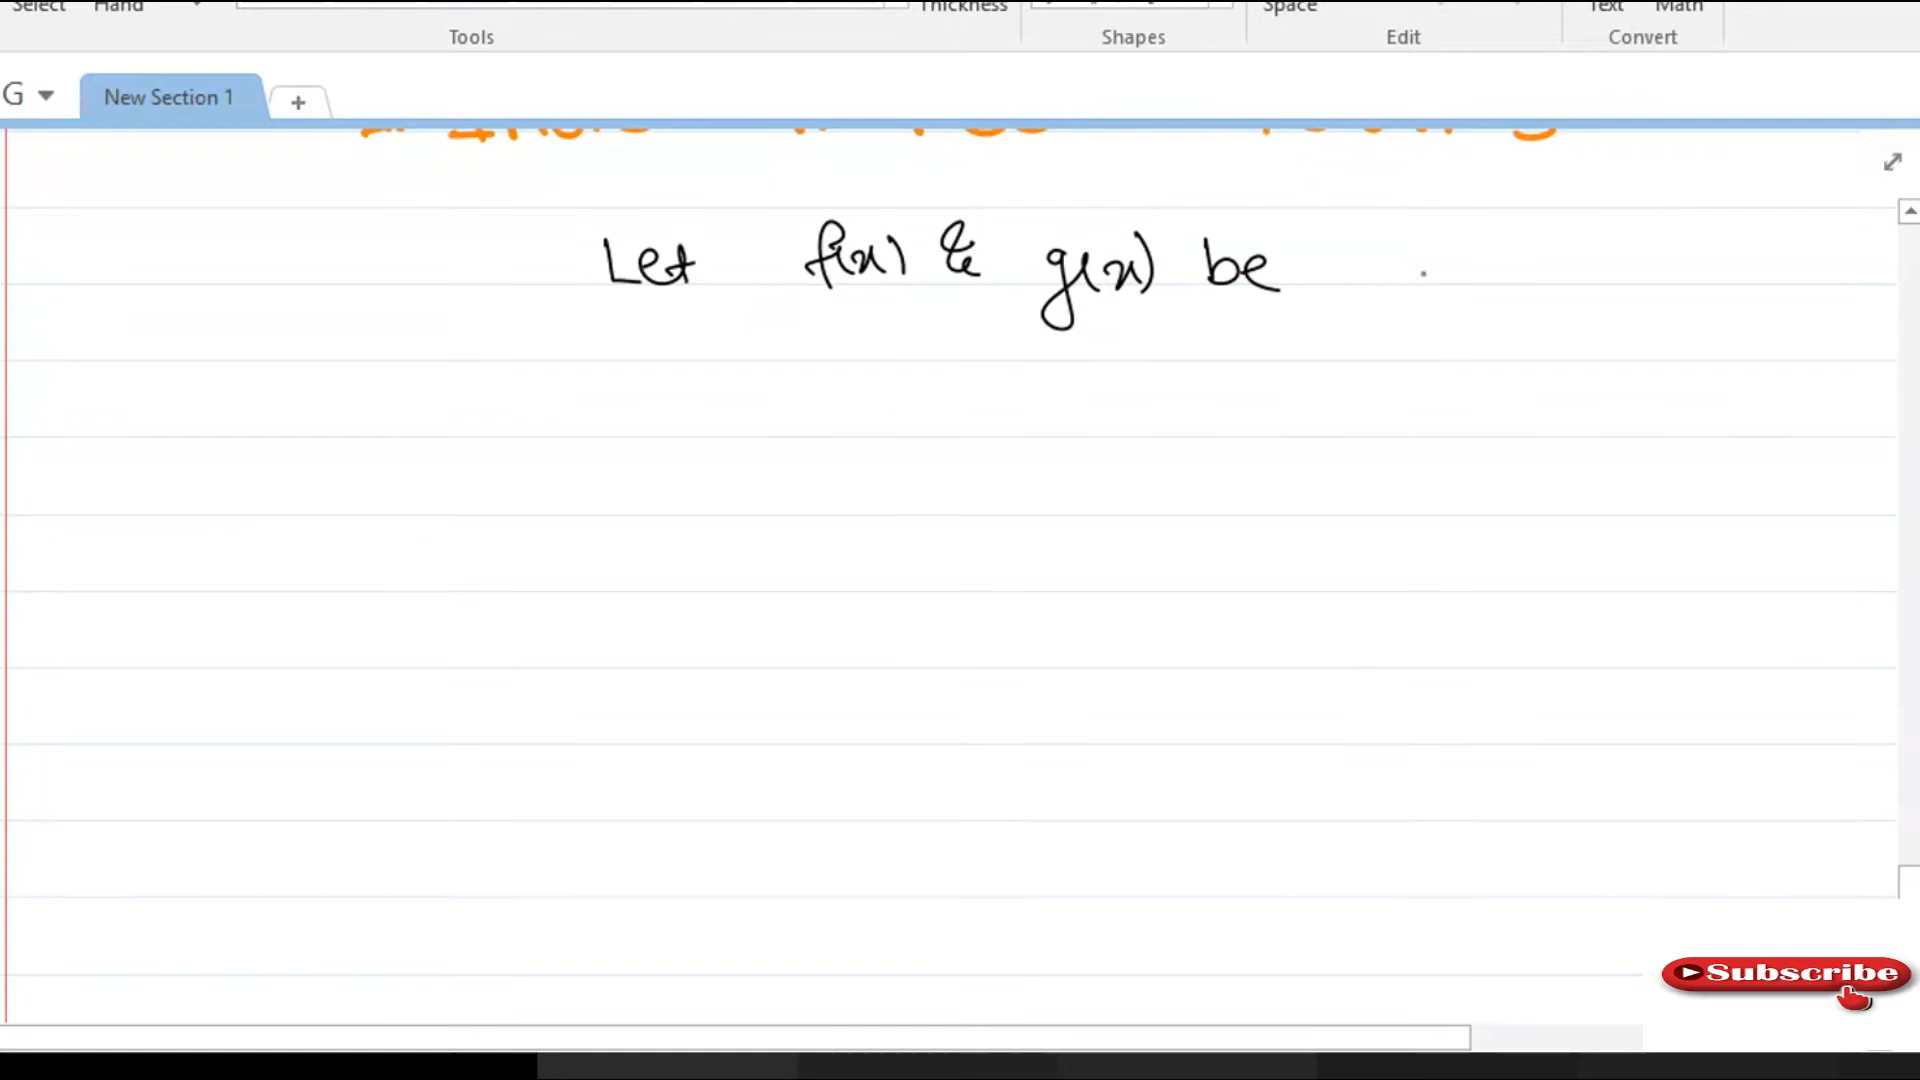 Select Hand Thickness Space Text Math
Tools Shapes Edit Convert
G New Section 1 +
Let f(x) & g(x) be
Subscribe